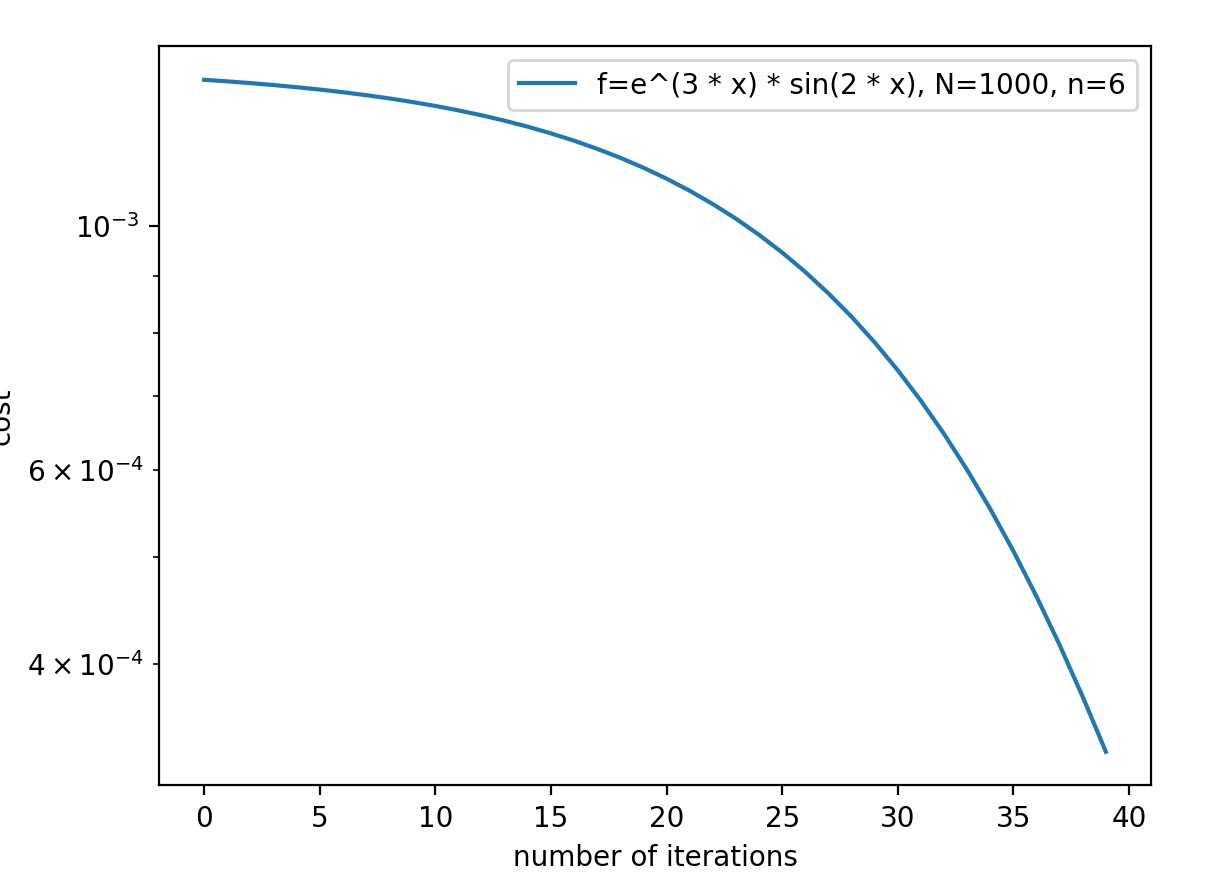 f=e^(3 * x) * sin(2 * x), N=1000, n=6
10⁻³
cost
6 × 10⁻⁴
4 × 10⁻⁴
0 5 10 15 20 25 30 35 40
number of iterations